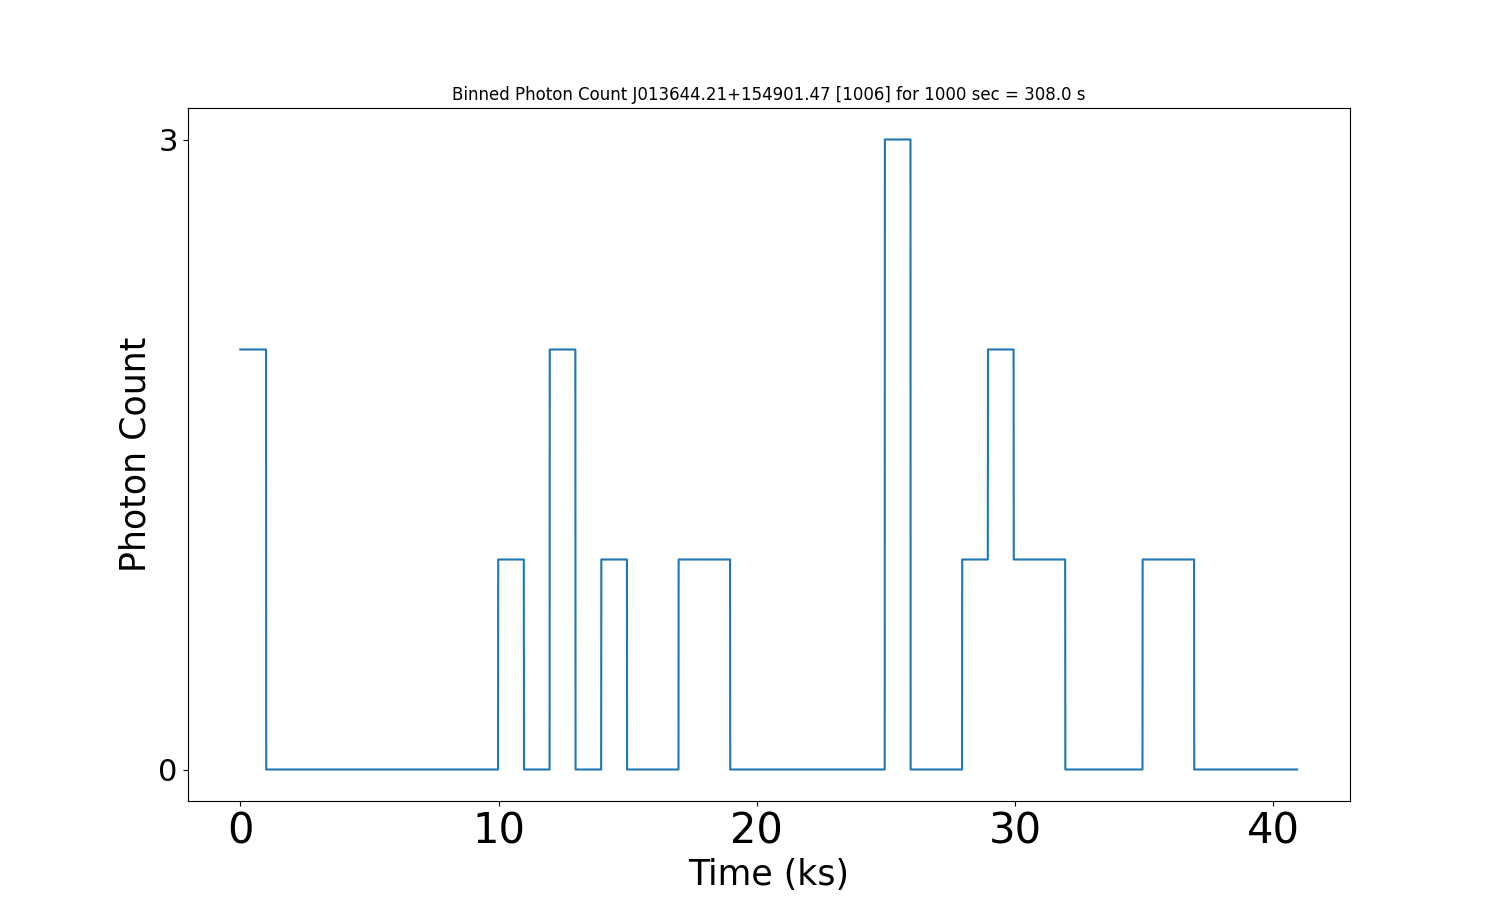 Binned Photon Count J013644.21+154901.47 [1006] for 1000 sec = 308.0 s
3
Photon Count
0
0 10 20 30 40
Time (ks)